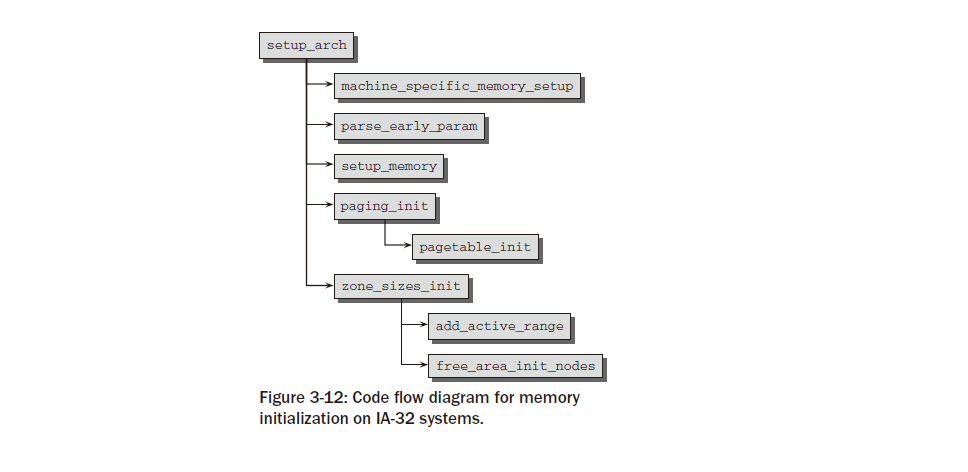 setup_arch
machine_specific_memory_setup
parse_early_param
setup_memory
paging_init
pagetable_init
zone_sizes_init
add_active_range
free_area_init_nodes
Figure 3-12: Code flow diagram for memory
initialization on IA-32 systems.